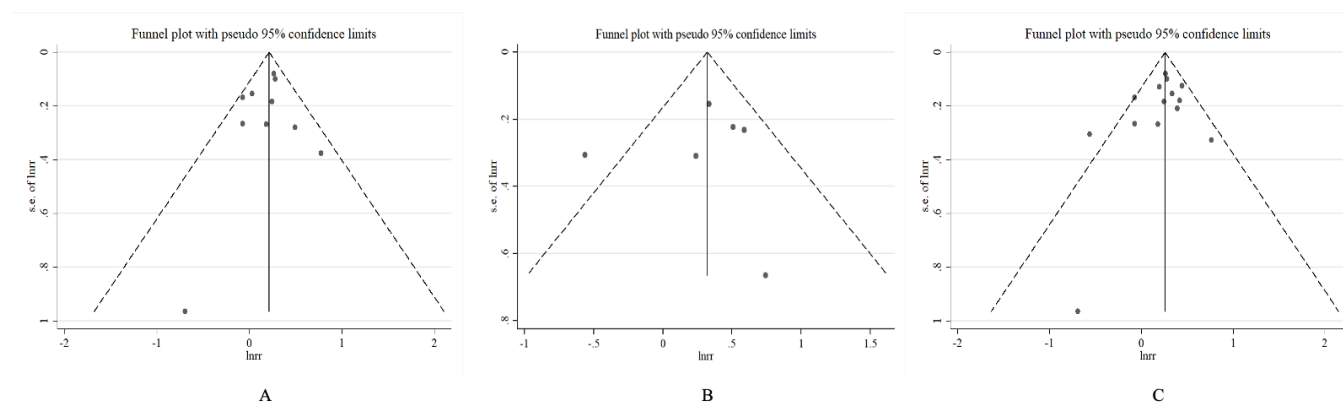 Funnel plot with pseudo 95% confidence limits
0
.2
.4
.6
.8
1
s.e. of lnrr
-2
-1
0
1
2
lnrr
A
Funnel plot with pseudo 95% confidence limits
0
.2
.4
.6
.8
s.e. of lnrr
-1
-.5
0
.5
1
1.5
lnrr
B
Funnel plot with pseudo 95% confidence limits
0
.2
.4
.6
.8
1
s.e. of lnrr
-2
-1
0
1
2
lnrr
C